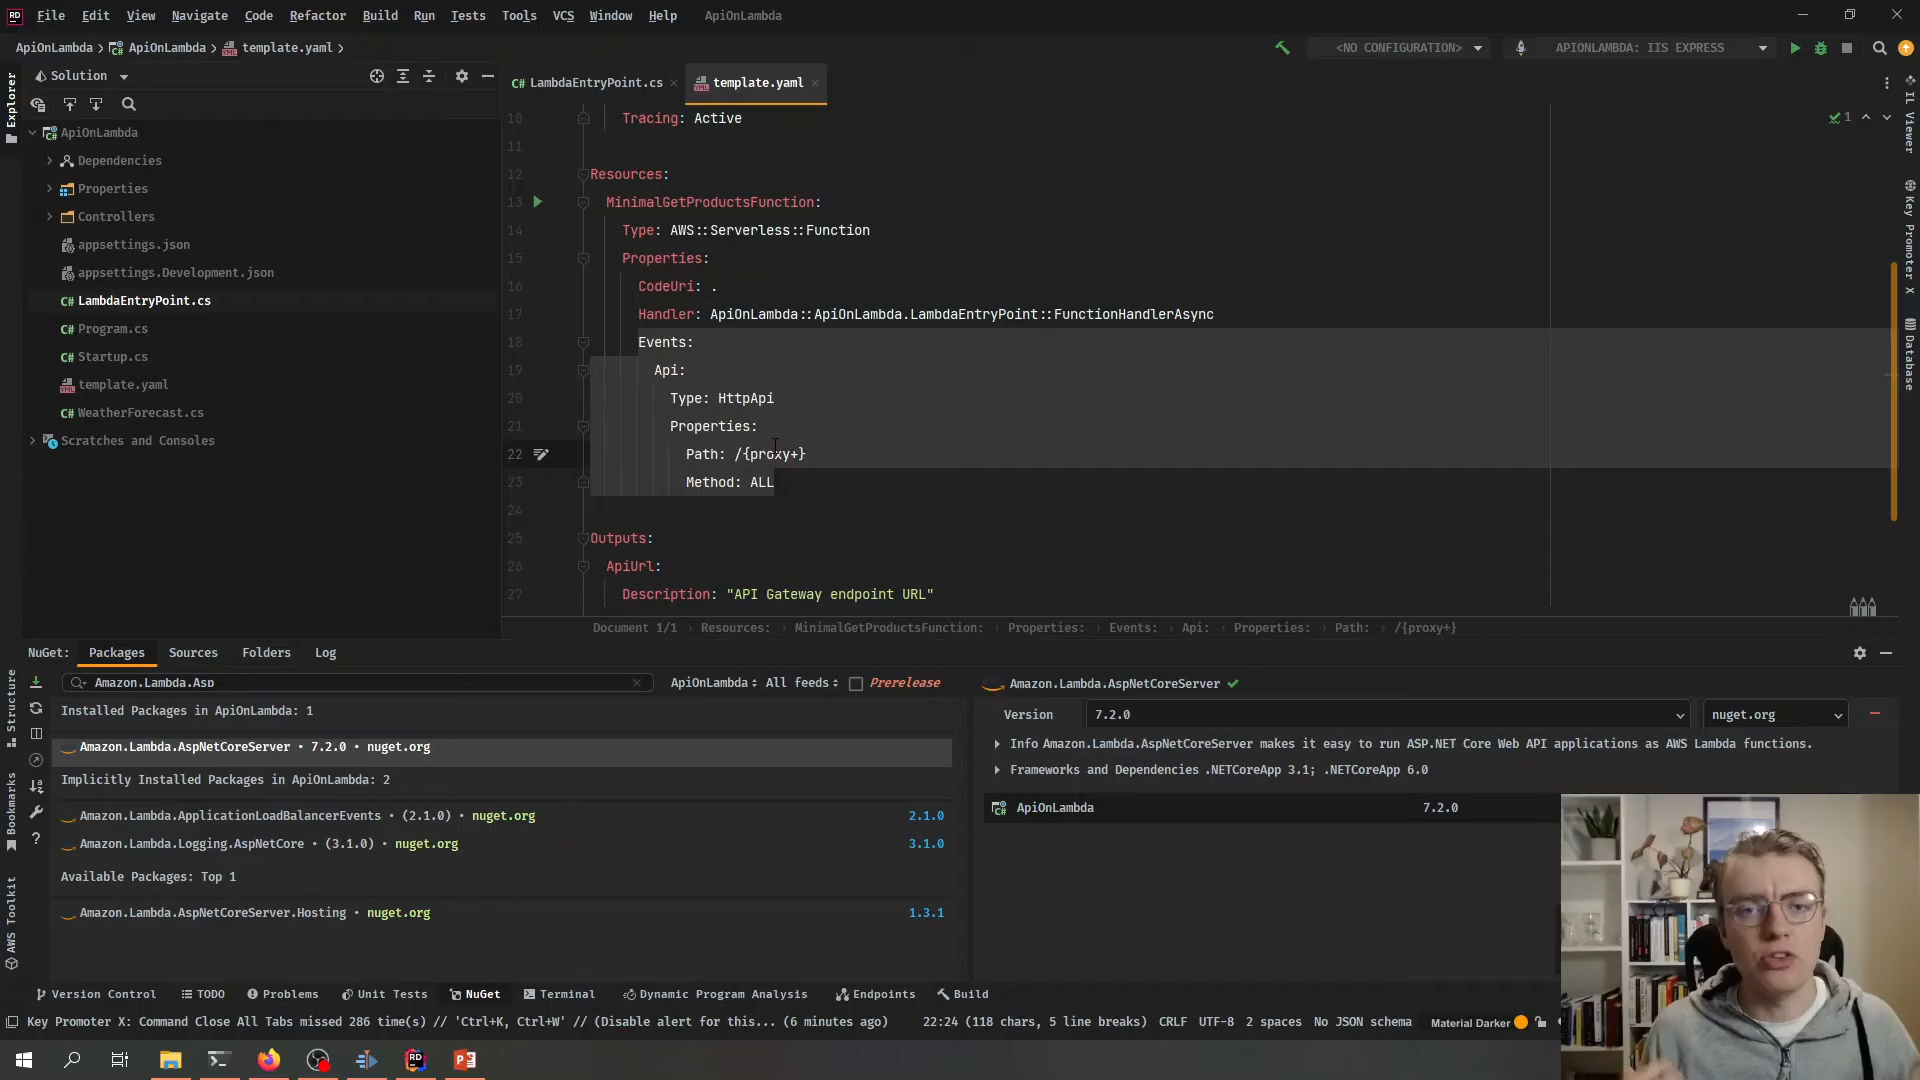 File Edit View Navigate Code Refactor Build Run Tests Tools VCS Window Help ApiOnLambda
ApiOnLambda ApiOnLambda template.yaml
<NO CONFIGURATION> APIONLAMBDA: IIS EXPRESS
Explorer
Solution
ApiOnLambda
Dependencies
Properties
Controllers
appsettings.json
appsettings.Development.json
LambdaEntryPoint.cs
Program.cs
Startup.cs
template.yaml
WeatherForecast.cs
Scratches and Consoles
LambdaEntryPoint.cs template.yaml
10 Tracing: Active
11
12 Resources:
13 MinimalGetProductsFunction:
14 Type: AWS::Serverless::Function
15 Properties:
16 CodeUri: .
17 Handler: ApiOnLambda::ApiOnLambda.LambdaEntryPoint::FunctionHandlerAsync
18 Events:
19 Api:
20 Type: HttpApi
21 Properties:
22 Path: /{proxy+}
23 Method: ALL
24
25 Outputs:
26 ApiUrl:
27 Description: "API Gateway endpoint URL"
1
IL Viewer
Key Promoter X
Database
Document 1/1 Resources: MinimalGetProductsFunction: Properties: Events: Api: Properties: Path: /{proxy+}
NuGet: Packages Sources Folders Log
Amazon.Lambda.Asp ApiOnLambda All feeds Prerelease
Installed Packages in ApiOnLambda: 1
Amazon.Lambda.AspNetCoreServer • 7.2.0 • nuget.org
Implicitly Installed Packages in ApiOnLambda: 2
Amazon.Lambda.ApplicationLoadBalancerEvents • (2.1.0) • nuget.org 2.1.0
Amazon.Lambda.Logging.AspNetCore • (3.1.0) • nuget.org 3.1.0
Available Packages: Top 1
Amazon.Lambda.AspNetCoreServer.Hosting • nuget.org 1.3.1
Amazon.Lambda.AspNetCoreServer
Version 7.2.0 nuget.org
Info Amazon.Lambda.AspNetCoreServer makes it easy to run ASP.NET Core Web API applications as AWS Lambda functions.
Frameworks and Dependencies .NETCoreApp 3.1; .NETCoreApp 6.0
ApiOnLambda 7.2.0
Structure
Bookmarks
AWS Toolkit
Version Control TODO Problems Unit Tests NuGet Terminal Dynamic Program Analysis Endpoints Build
Key Promoter X: Command Close All Tabs missed 286 time(s) // 'Ctrl+K, Ctrl+W' // (Disable alert for this... (6 minutes ago) 22:24 (118 chars, 5 line breaks) CRLF UTF-8 2 spaces No JSON schema Material Darker